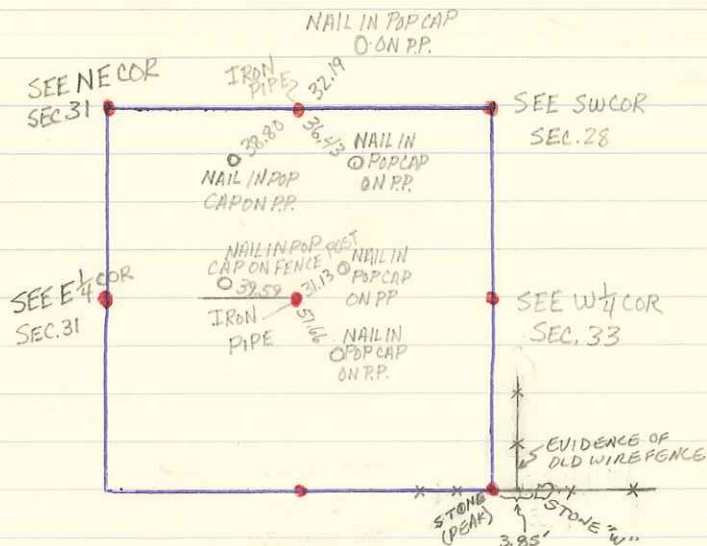 NAIL IN POP CAP
ON P.P.
SEE NE COR
SEC 31
IRON
PIPE
32.19
SEE SW COR
SEC. 28
38.80
36.43
NAIL IN
POP CAP
ON P.P.
NAIL IN POP
CAP ON P.P.
NAIL IN POP
CAP ON FENCE POST
39.59
31.13
NAIL IN
POP CAP
ON PP
SEE E 1/4 COR
SEC. 31
IRON
PIPE
51.66
NAIL IN
POP CAP
ON P.P.
SEE W 1/4 COR
SEC. 33
EVIDENCE OF
OLD WIRE FENCE
STONE
(PEAK)
STONE "W"
3.85'